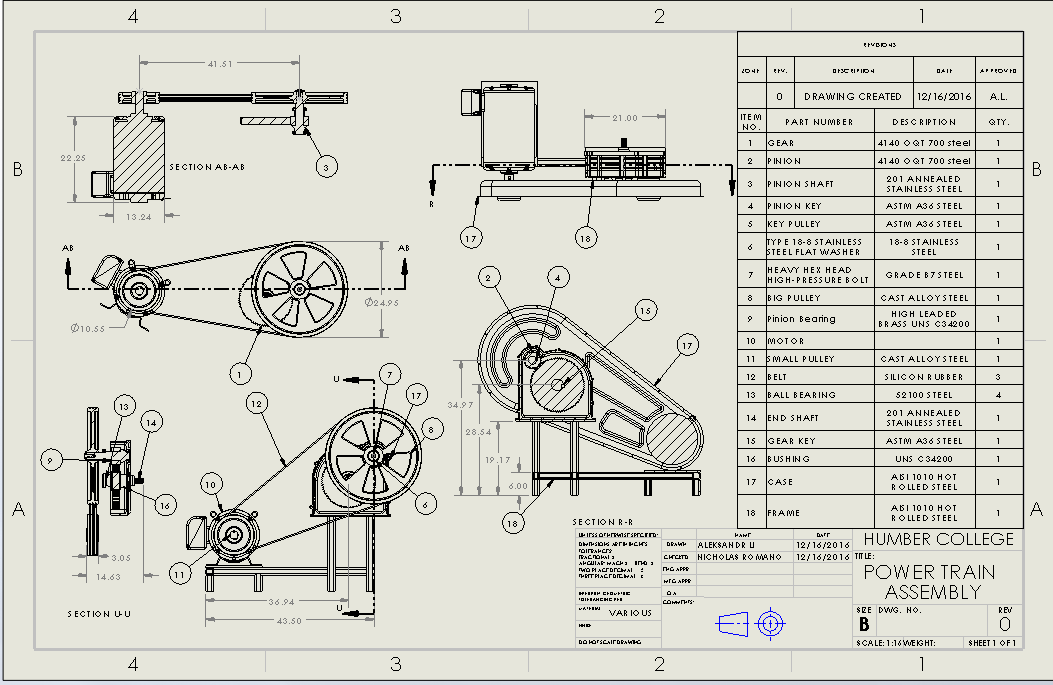 4 3 2 1
B
A
B
A
41.51
22.25
SECTION AB-AB
3
13.24
21.00
R
17
18
AB
AB
Ø24.95
Ø10.55
1
2
4
15
17
34.97
28.54
19.17
6.00
18
SECTION R-R
U
7
17
8
6
12
10
11
36.94
43.50
U
13
14
9
16
3.05
14.63
SECTION U-U
REVISIONS
ZONE REV. DESCRIPTION DATE APPROVED
0 DRAWING CREATED 12/16/2016 A.L.
ITEM NO. PART NUMBER DESCRIPTION QTY.
1 GEAR 4140 OQT 700 steel 1
2 PINION 4140 OQT 700 steel 1
3 PINION SHAFT 201 ANNEALED STAINLESS STEEL 1
4 PINION KEY ASTM A36 STEEL 1
5 KEY PULLEY ASTM A36 STEEL 1
6 TYPE 18-8 STAINLESS STEEL FLAT WASHER 18-8 STAINLESS STEEL 1
7 HEAVY HEX HEAD HIGH-PRESSURE BOLT GRADE B7 STEEL 1
8 BIG PULLEY CAST ALLOY STEEL 1
9 Pinion Bearing HIGH LEADED BRASS UNS C34200 1
10 MOTOR 1
11 SMALL PULLEY CAST ALLOY STEEL 1
12 BELT SILICON RUBBER 3
13 BALL BEARING 52100 STEEL 4
14 END SHAFT 201 ANNEALED STAINLESS STEEL 1
15 GEAR KEY ASTM A36 STEEL 1
16 BUSHING UNS C34200 1
17 CASE AISI 1010 HOT ROLLED STEEL 1
18 FRAME AISI 1010 HOT ROLLED STEEL 1
UNLESS OTHERWISE SPECIFIED:
DIMENSIONS ARE IN INCHES
TOLERANCES:
MATERIAL VARIOUS
FINISH
DO NOT SCALE DRAWING
NAME DATE
DRAWN ALEKSANDR LI 12/16/2016
CHECKED NICHOLAS ROMANO 12/16/2016
ENG APPR.
MFG APPR.
Q.A.
COMMENTS:
HUMBER COLLEGE
TITLE:
POWER TRAIN
ASSEMBLY
SIZE DWG. NO. REV
B 0
SCALE: 1:16 WEIGHT: SHEET 1 OF 1
4 3 2 1